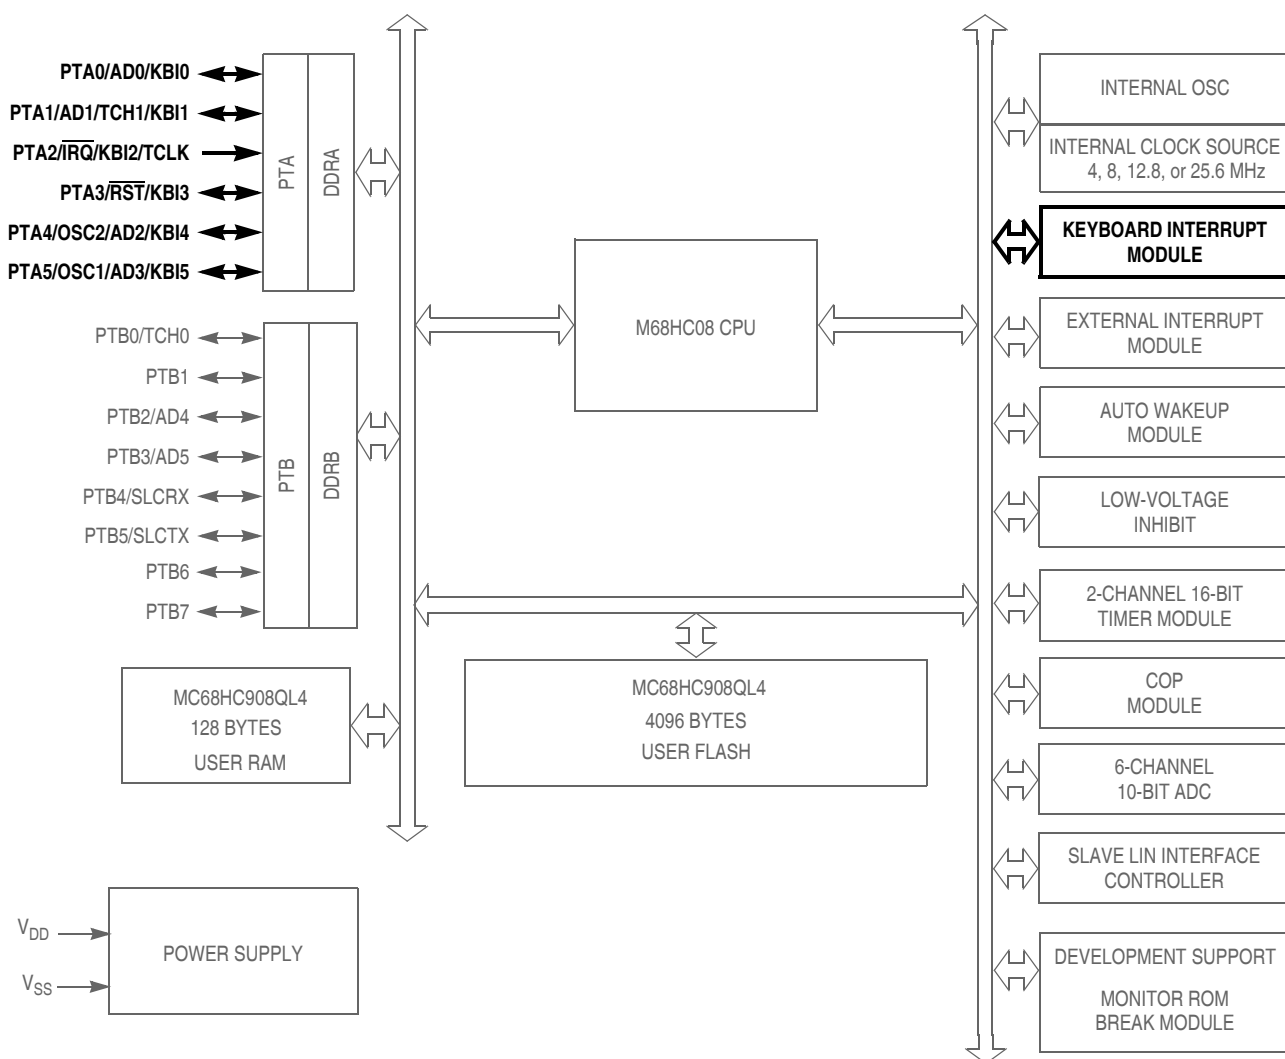 PTA0/AD0/KBI0
PTA1/AD1/TCH1/KBI1
PTA2/IRQ/KBI2/TCLK
PTA3/RST/KBI3
PTA4/OSC2/AD2/KBI4
PTA5/OSC1/AD3/KBI5
PTA
DDRA
PTB0/TCH0
PTB1
PTB2/AD4
PTB3/AD5
PTB4/SLCRX
PTB5/SLCTX
PTB6
PTB7
PTB
DDRB
M68HC08 CPU
MC68HC908QL4
128 BYTES
USER RAM
MC68HC908QL4
4096 BYTES
USER FLASH
VDD
VSS
POWER SUPPLY
INTERNAL OSC
INTERNAL CLOCK SOURCE
4, 8, 12.8, or 25.6 MHz
KEYBOARD INTERRUPT
MODULE
EXTERNAL INTERRUPT
MODULE
AUTO WAKEUP
MODULE
LOW-VOLTAGE
INHIBIT
2-CHANNEL 16-BIT
TIMER MODULE
COP
MODULE
6-CHANNEL
10-BIT ADC
SLAVE LIN INTERFACE
CONTROLLER
DEVELOPMENT SUPPORT
MONITOR ROM
BREAK MODULE